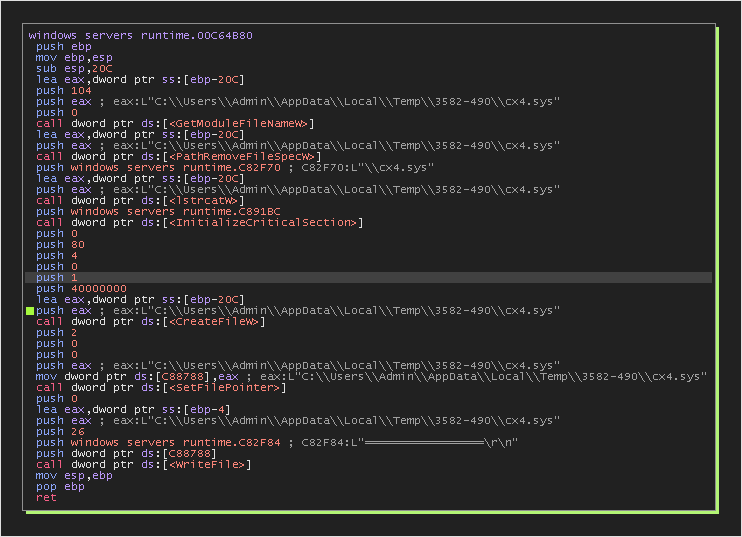 windows servers runtime.00C64B80
push ebp
mov ebp,esp
sub esp,20C
lea eax,dword ptr ss:[ebp-20C]
push 104
push eax ; eax:L"C:\\Users\\Admin\\AppData\\Local\\Temp\\3582-490\\cx4.sys"
push 0
call dword ptr ds:[<GetModuleFileNameW>]
lea eax,dword ptr ss:[ebp-20C]
push eax ; eax:L"C:\\Users\\Admin\\AppData\\Local\\Temp\\3582-490\\cx4.sys"
call dword ptr ds:[<PathRemoveFileSpecW>]
push windows servers runtime.C82F70 ; C82F70:L"\\cx4.sys"
lea eax,dword ptr ss:[ebp-20C]
push eax ; eax:L"C:\\Users\\Admin\\AppData\\Local\\Temp\\3582-490\\cx4.sys"
call dword ptr ds:[<lstrcatW>]
push windows servers runtime.C891BC
call dword ptr ds:[<InitializeCriticalSection>]
push 0
push 80
push 4
push 0
push 1
push 40000000
lea eax,dword ptr ss:[ebp-20C]
push eax ; eax:L"C:\\Users\\Admin\\AppData\\Local\\Temp\\3582-490\\cx4.sys"
call dword ptr ds:[<CreateFileW>]
push 2
push 0
push 0
push eax ; eax:L"C:\\Users\\Admin\\AppData\\Local\\Temp\\3582-490\\cx4.sys"
mov dword ptr ds:[C88788],eax ; eax:L"C:\\Users\\Admin\\AppData\\Local\\Temp\\3582-490\\cx4.sys"
call dword ptr ds:[<SetFilePointer>]
push 0
lea eax,dword ptr ss:[ebp-4]
push eax ; eax:L"C:\\Users\\Admin\\AppData\\Local\\Temp\\3582-490\\cx4.sys"
push 26
push windows servers runtime.C82F84 ; C82F84:L"═════════════════\r\n"
push dword ptr ds:[C88788]
call dword ptr ds:[<WriteFile>]
mov esp,ebp
pop ebp
ret